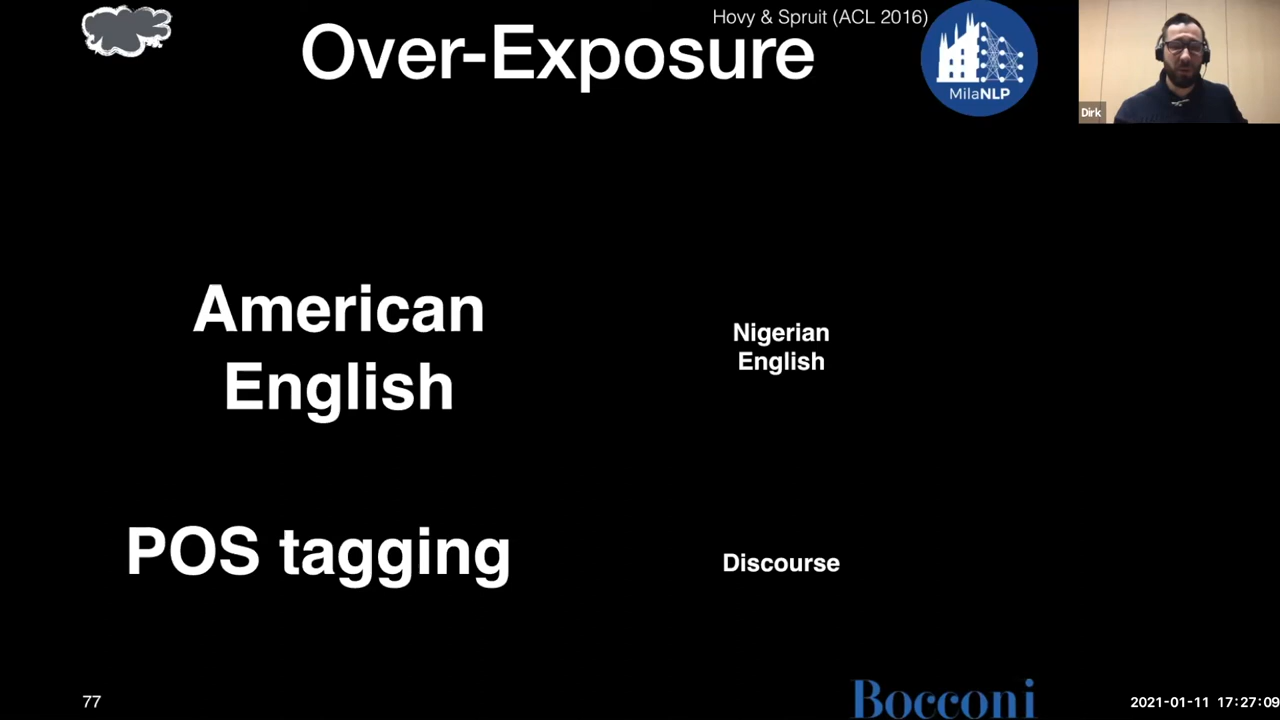 Hovy & Spruit (ACL 2016)
Over-Exposure
MilaNLP
Dirk
American
English
Nigerian
English
POS tagging
Discourse
77
Bocconi
2021-01-11 17:27:09